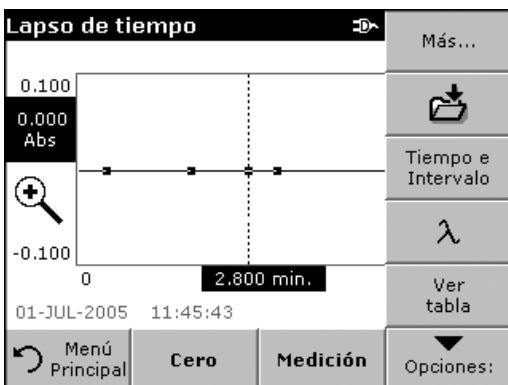 Lapso de tiempo
Más...
0.100
0.000
Abs
Tiempo e
Intervalo
λ
-0.100
0
2.800 min.
Ver
tabla
01-JUL-2005 11:45:43
Menú
Principal
Cero
Medición
Opciones: